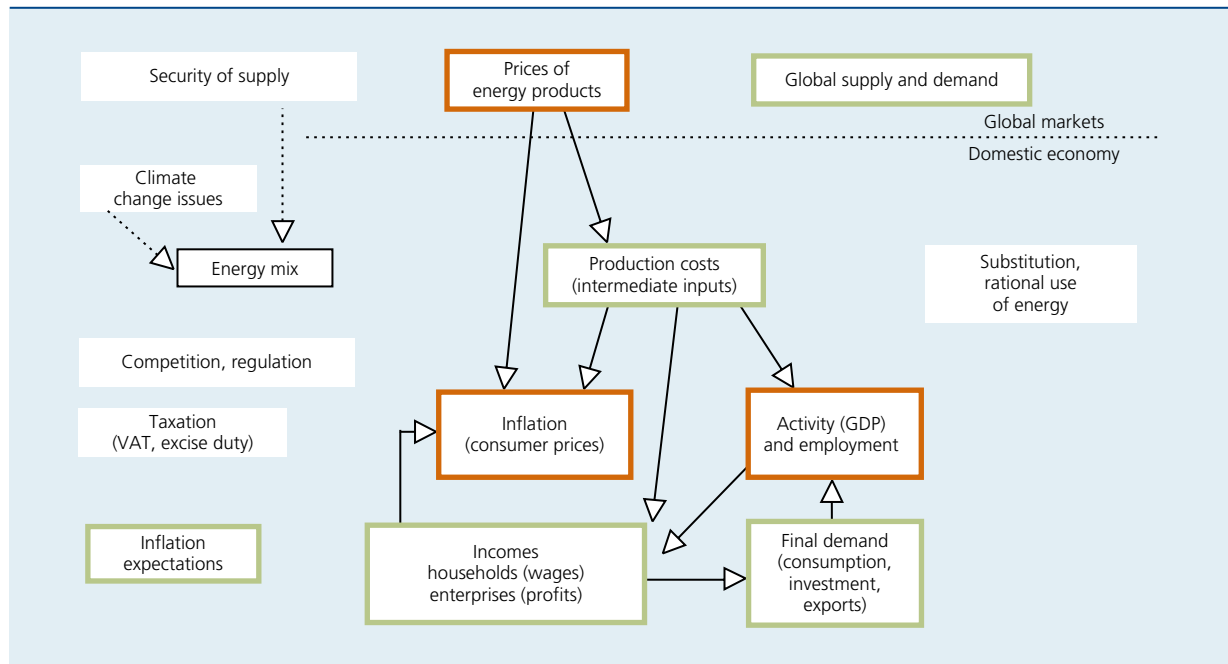 Security of supply
Prices of
energy products
Global supply and demand
Global markets
Domestic economy
Climate
change issues
Energy mix
Production costs
(intermediate inputs)
Substitution,
rational use
of energy
Competition, regulation
Taxation
(VAT, excise duty)
Inflation
(consumer prices)
Activity (GDP)
and employment
Inflation
expectations
Incomes
households (wages)
enterprises (profits)
Final demand
(consumption,
investment,
exports)